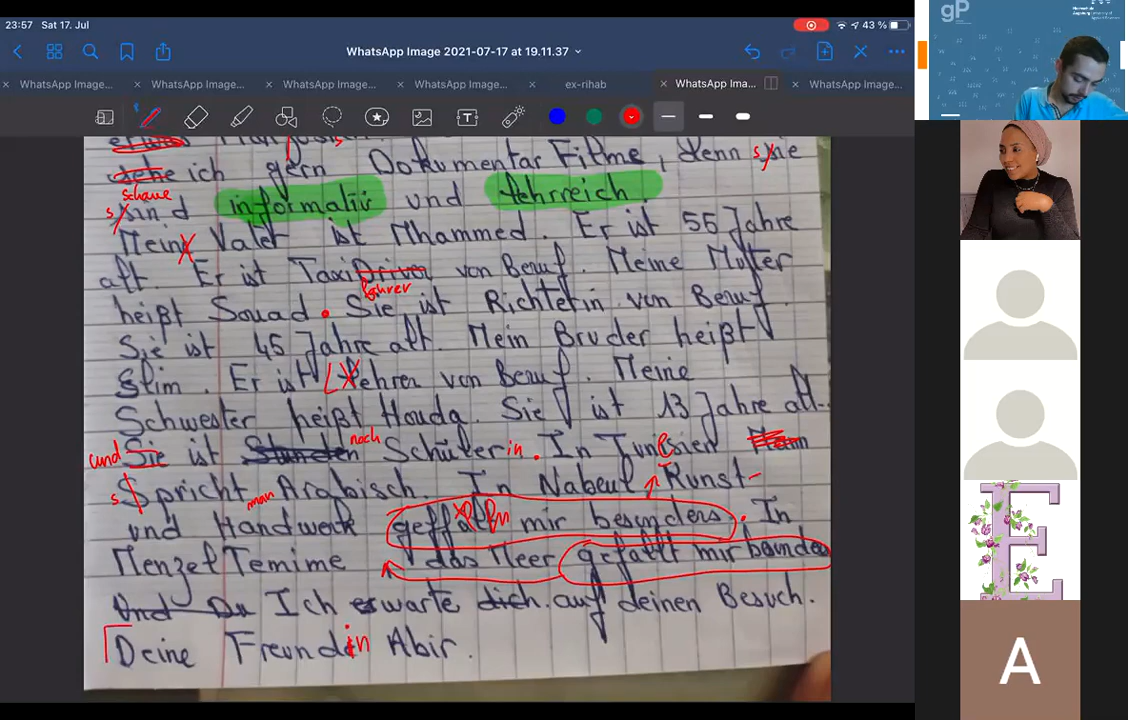 23:57 Sat 17. Jul
43 %
WhatsApp Image 2021-07-17 at 19.11.37
WhatsApp Image...
WhatsApp Image...
WhatsApp Image...
WhatsApp Image...
ex-rihab
WhatsApp Ima...
WhatsApp Image...
gP
ich gern Dokumentar Filme, denn sie
schaue
sind informativ und lehrreich.
Mein Vater ist Mhammed. Er ist 55 Jahre
alt. Er ist Taxi Driver von Beruf. Meine Mutter
fahrer
heißt Souad. Sie ist Richterin von Beruf.
Sie ist 45 Jahre alt. Mein Bruder heißt
Slim. Er ist Lehrer von Beruf. Meine
Schwester heißt Houda. Sie ist 13 Jahre alt.
und Sie ist noch Schülerin. In Tunesien
spricht man Arabisch. In Nabeul Kunst-
und Handwerk gefällt mir besonders. In
Menzel Temime das Meer gefällt mir besonders
Und Du Ich erwarte dich auf deinen Besuch.
Deine Freundin Abir.
E
A